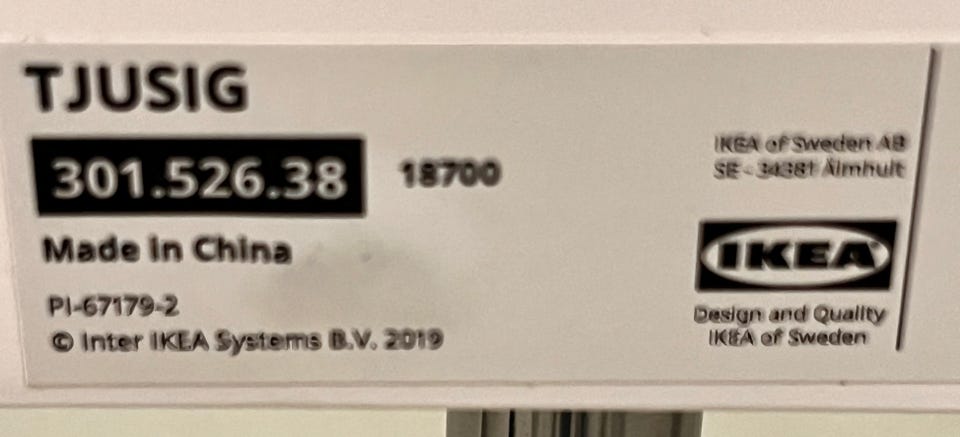 TJUSIG
301.526.38 18700
Made in China
PI-67179-2
© Inter IKEA Systems B.V. 2019
IKEA of Sweden AB
SE - 34381 Älmhult
IKEA
Design and Quality
IKEA of Sweden